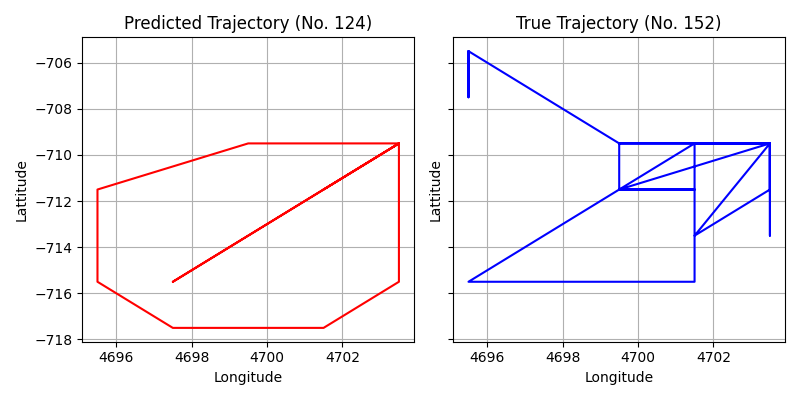 Predicted Trajectory (No. 124)
True Trajectory (No. 152)
Lattitude
−706
−708
−710
−712
−714
−716
−718
4696
4698
4700
4702
Longitude
Lattitude
4696
4698
4700
4702
Longitude